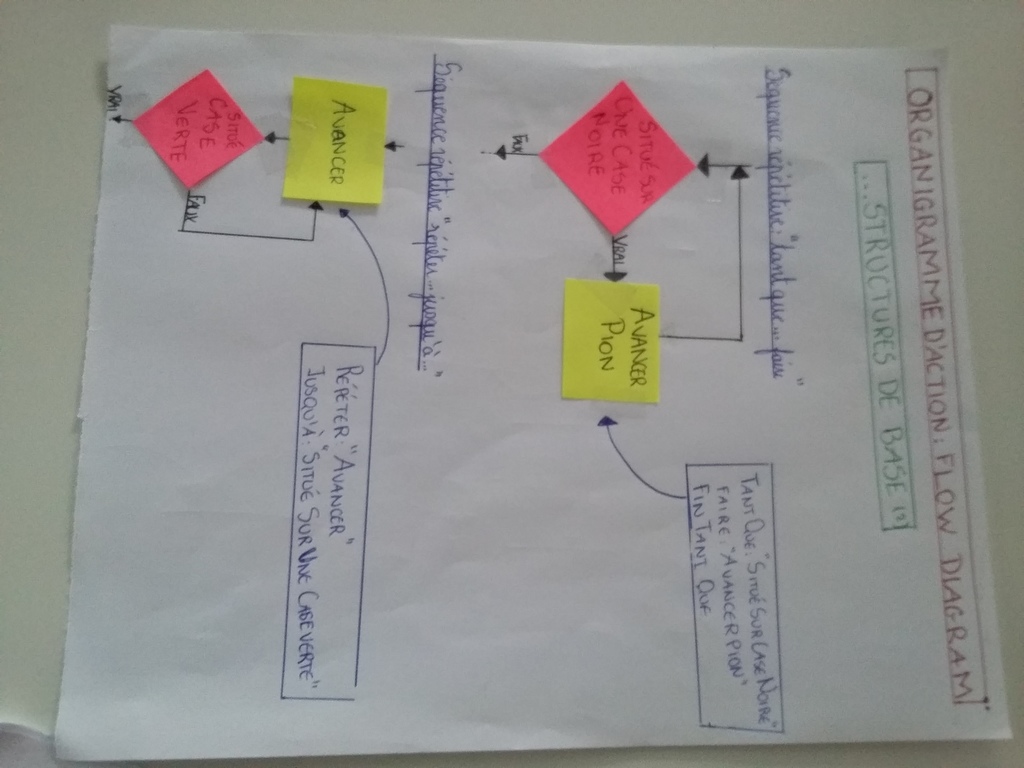 ORGANIGRAMME D'ACTION: FLOW DIAGRAM
...STRUCTURES DE BASE
Séquence répétitive: "tant que... faire"
SITUÉ SUR
UNE CASE
NOIRE
VRAI
FAUX
AVANCER
PION
TANT QUE: "SITUÉ SUR CASE NOIRE"
FAIRE: "AVANCER PION"
FIN TANT QUE
Séquence répétitive "répéter... jusqu'à..."
AVANCER
SITUÉ
CASE
VERTE
FAUX
VRAI
RÉPÉTER: "AVANCER"
JUSQU'À: "SITUÉ SUR UNE CASE VERTE"